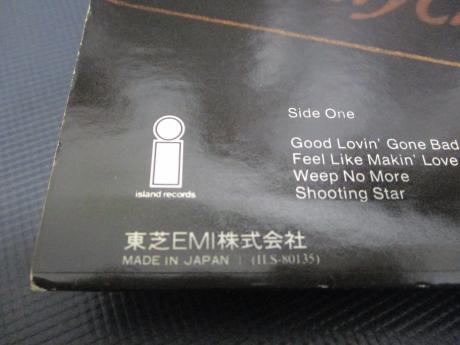 Side One
Good Lovin' Gone Bad
Feel Like Makin' Love
Weep No More
Shooting Star
island records
東芝EMI株式会社
MADE IN JAPAN (ILS-80135)